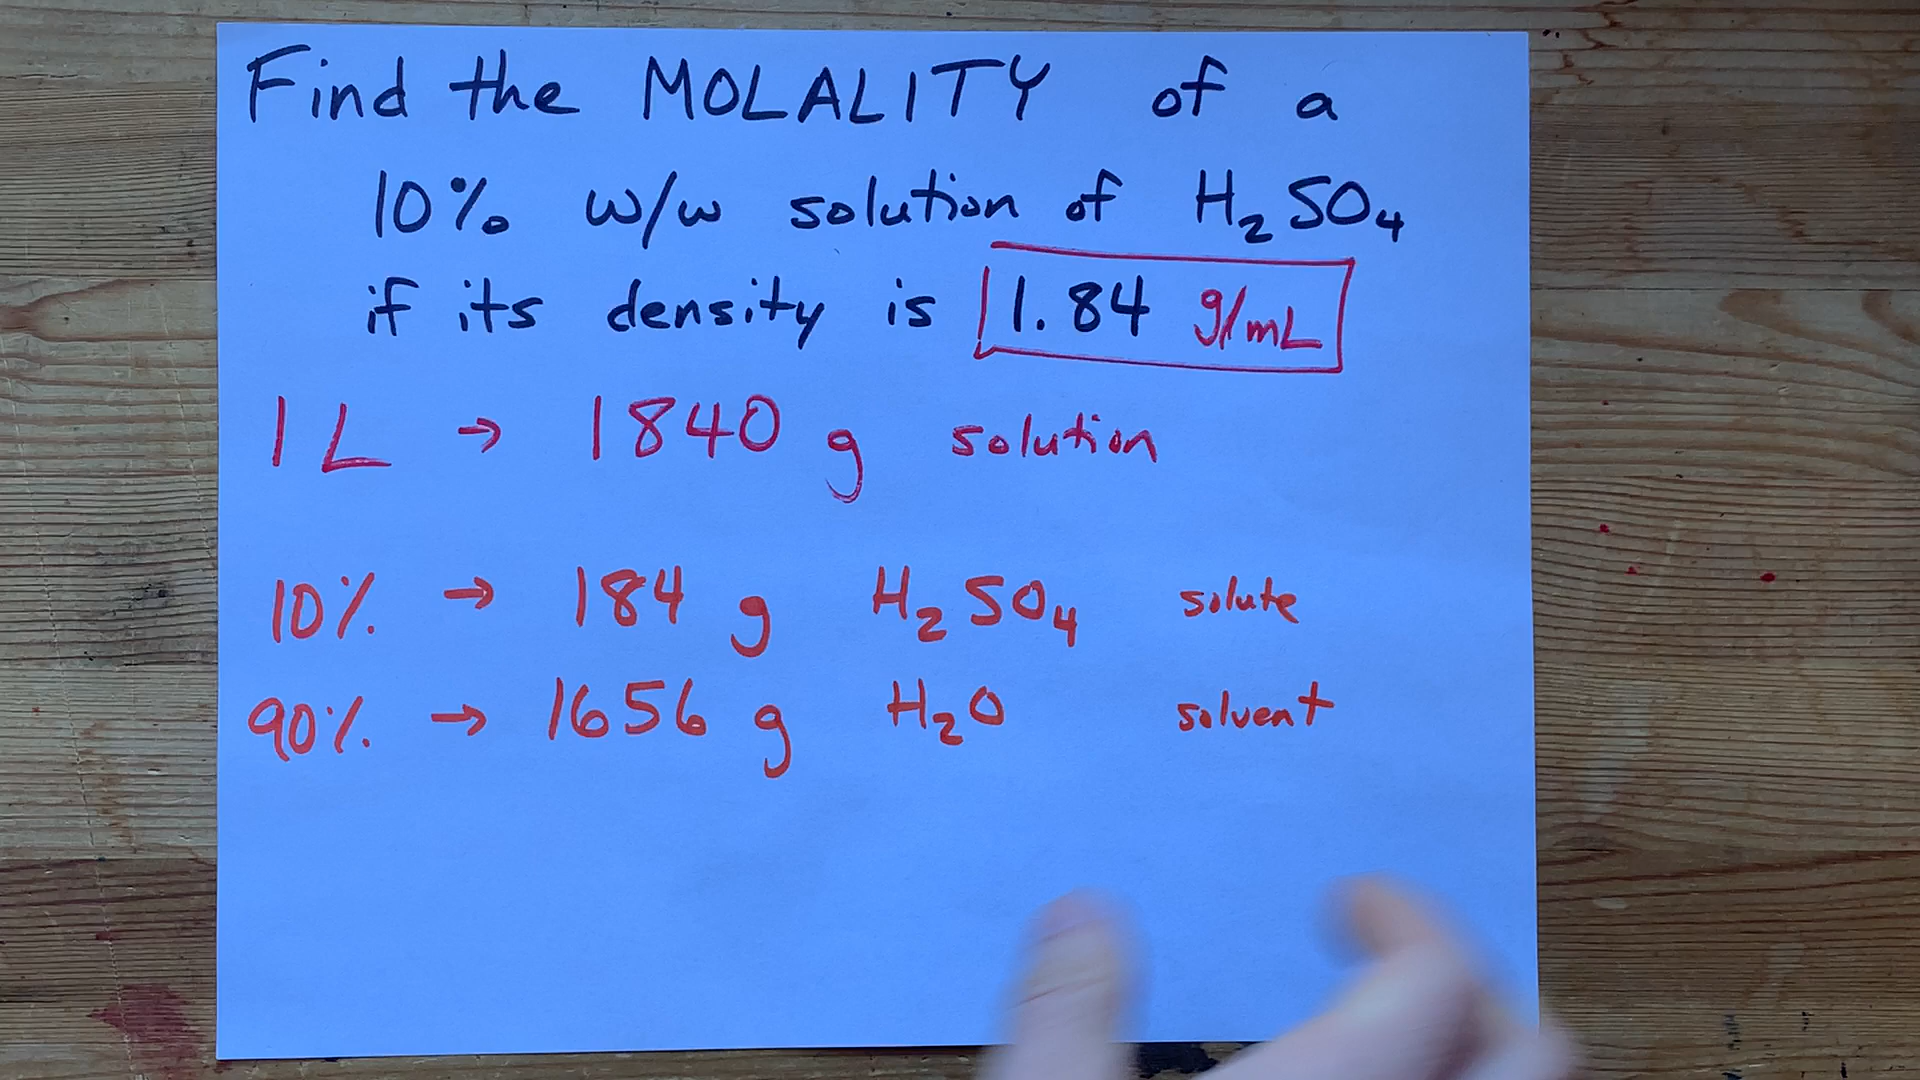 Find the MOLALITY of a
10% w/w solution of H₂SO₄
if its density is 1.84 g/mL
1 L → 1840 g solution
10% → 184 g H₂SO₄ solute
90% → 1656 g H₂O solvent